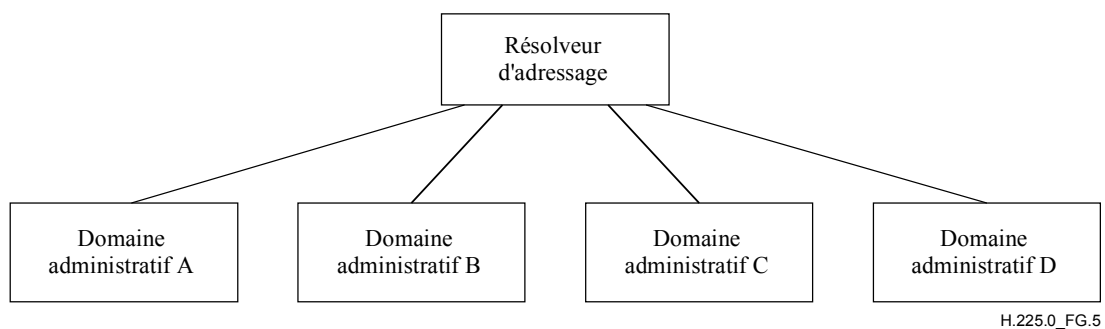 Résolveur
d'adressage
Domaine
administratif A
Domaine
administratif B
Domaine
administratif C
Domaine
administratif D
H.225.0_FG.5